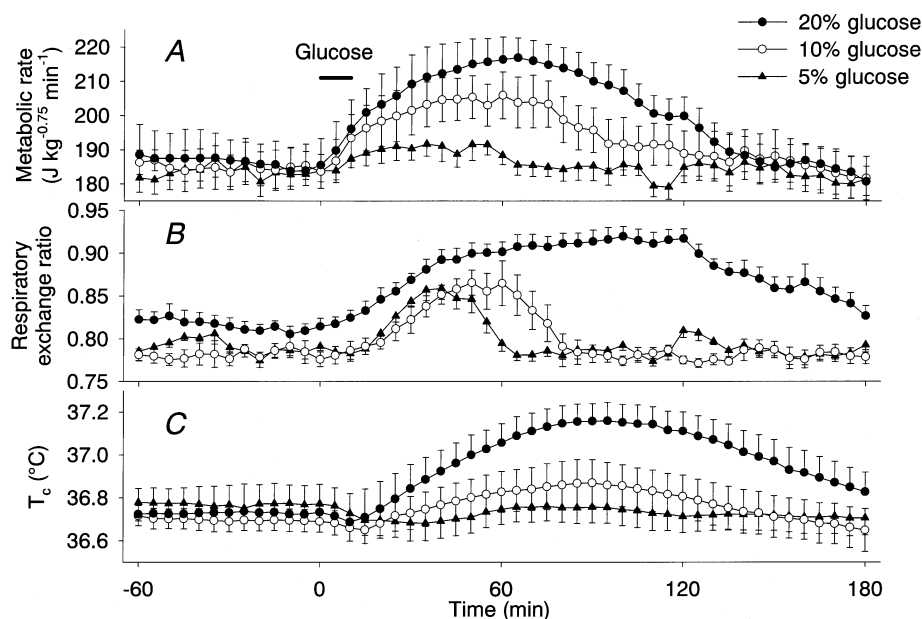 20% glucose
10% glucose
5% glucose
A
Glucose
Metabolic rate
(J kg-0.75 min-1)
220
210
200
190
180
B
Respiratory
exchange ratio
0.95
0.90
0.85
0.80
0.75
C
Tc (°C)
37.2
37.0
36.8
36.6
-60
0
60
120
180
Time (min)